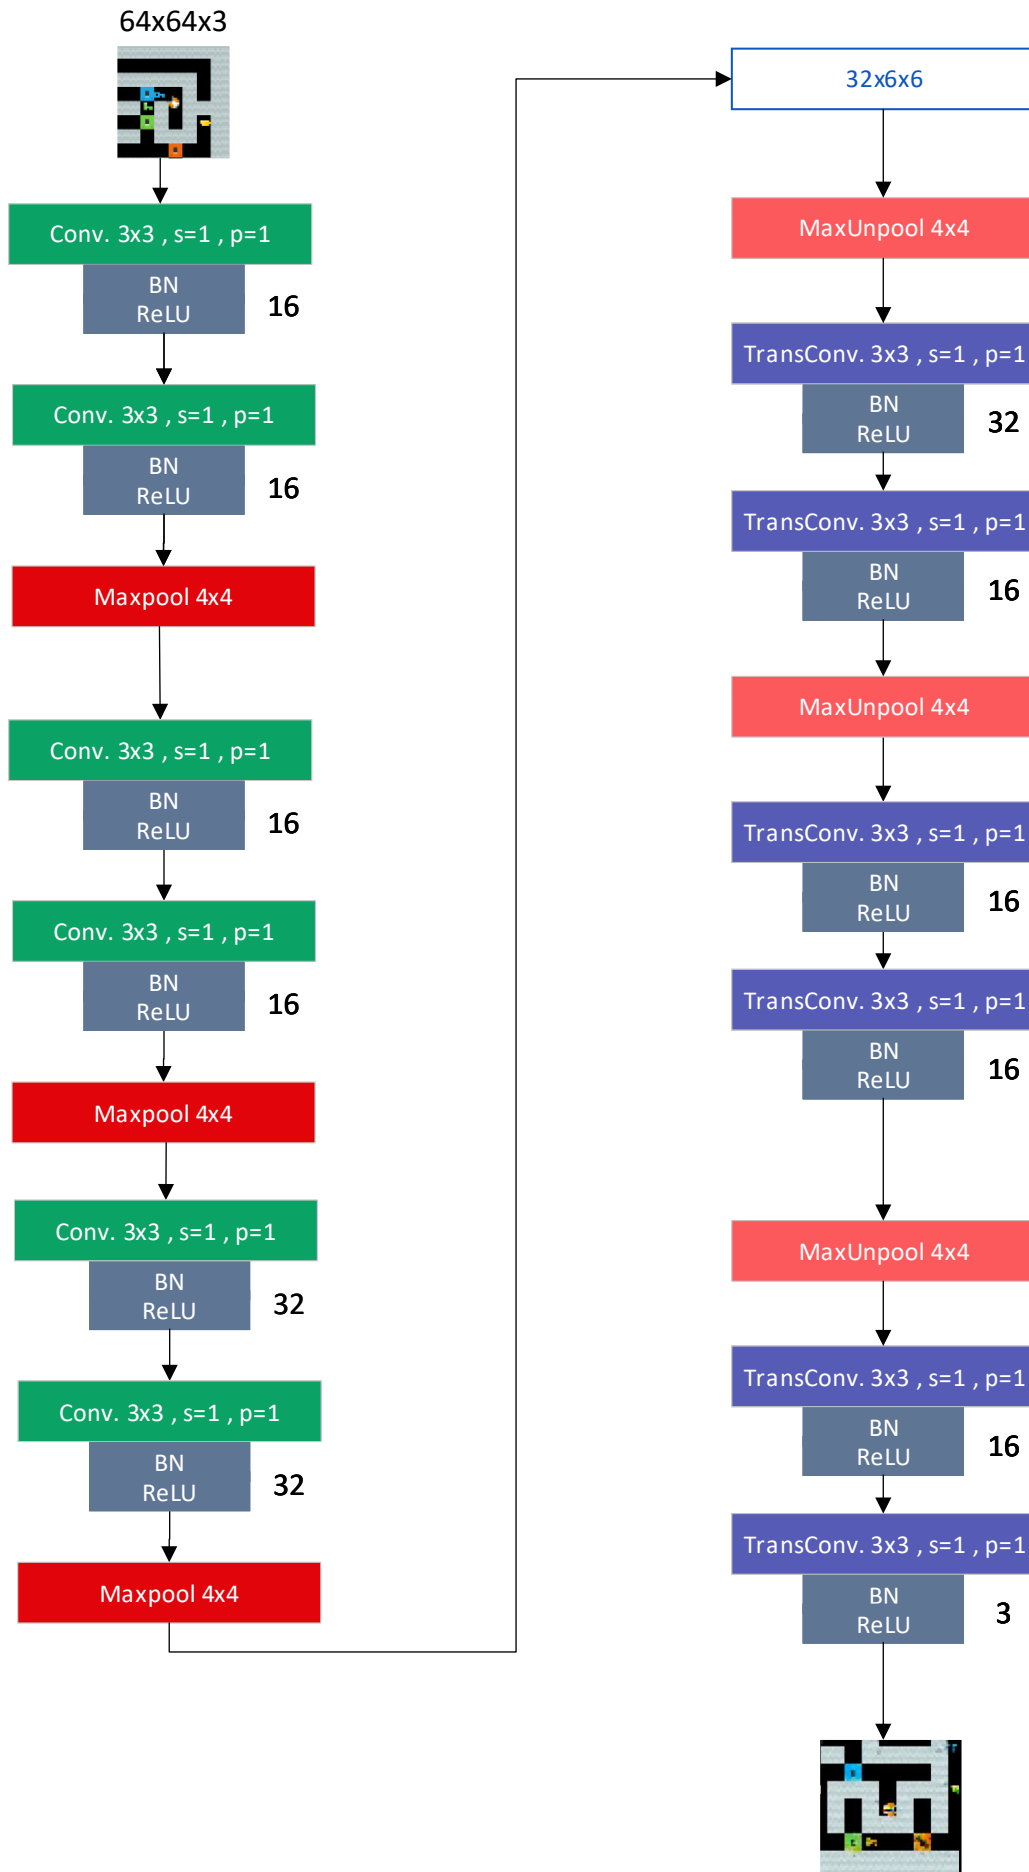 64x64x3
Conv. 3x3 , s=1 , p=1
BN
ReLU
16
Conv. 3x3 , s=1 , p=1
BN
ReLU
16
Maxpool 4x4
Conv. 3x3 , s=1 , p=1
BN
ReLU
16
Conv. 3x3 , s=1 , p=1
BN
ReLU
16
Maxpool 4x4
Conv. 3x3 , s=1 , p=1
BN
ReLU
32
Conv. 3x3 , s=1 , p=1
BN
ReLU
32
Maxpool 4x4
32x6x6
MaxUnpool 4x4
TransConv. 3x3 , s=1 , p=1
BN
ReLU
32
TransConv. 3x3 , s=1 , p=1
BN
ReLU
16
MaxUnpool 4x4
TransConv. 3x3 , s=1 , p=1
BN
ReLU
16
TransConv. 3x3 , s=1 , p=1
BN
ReLU
16
MaxUnpool 4x4
TransConv. 3x3 , s=1 , p=1
BN
ReLU
16
TransConv. 3x3 , s=1 , p=1
BN
ReLU
3